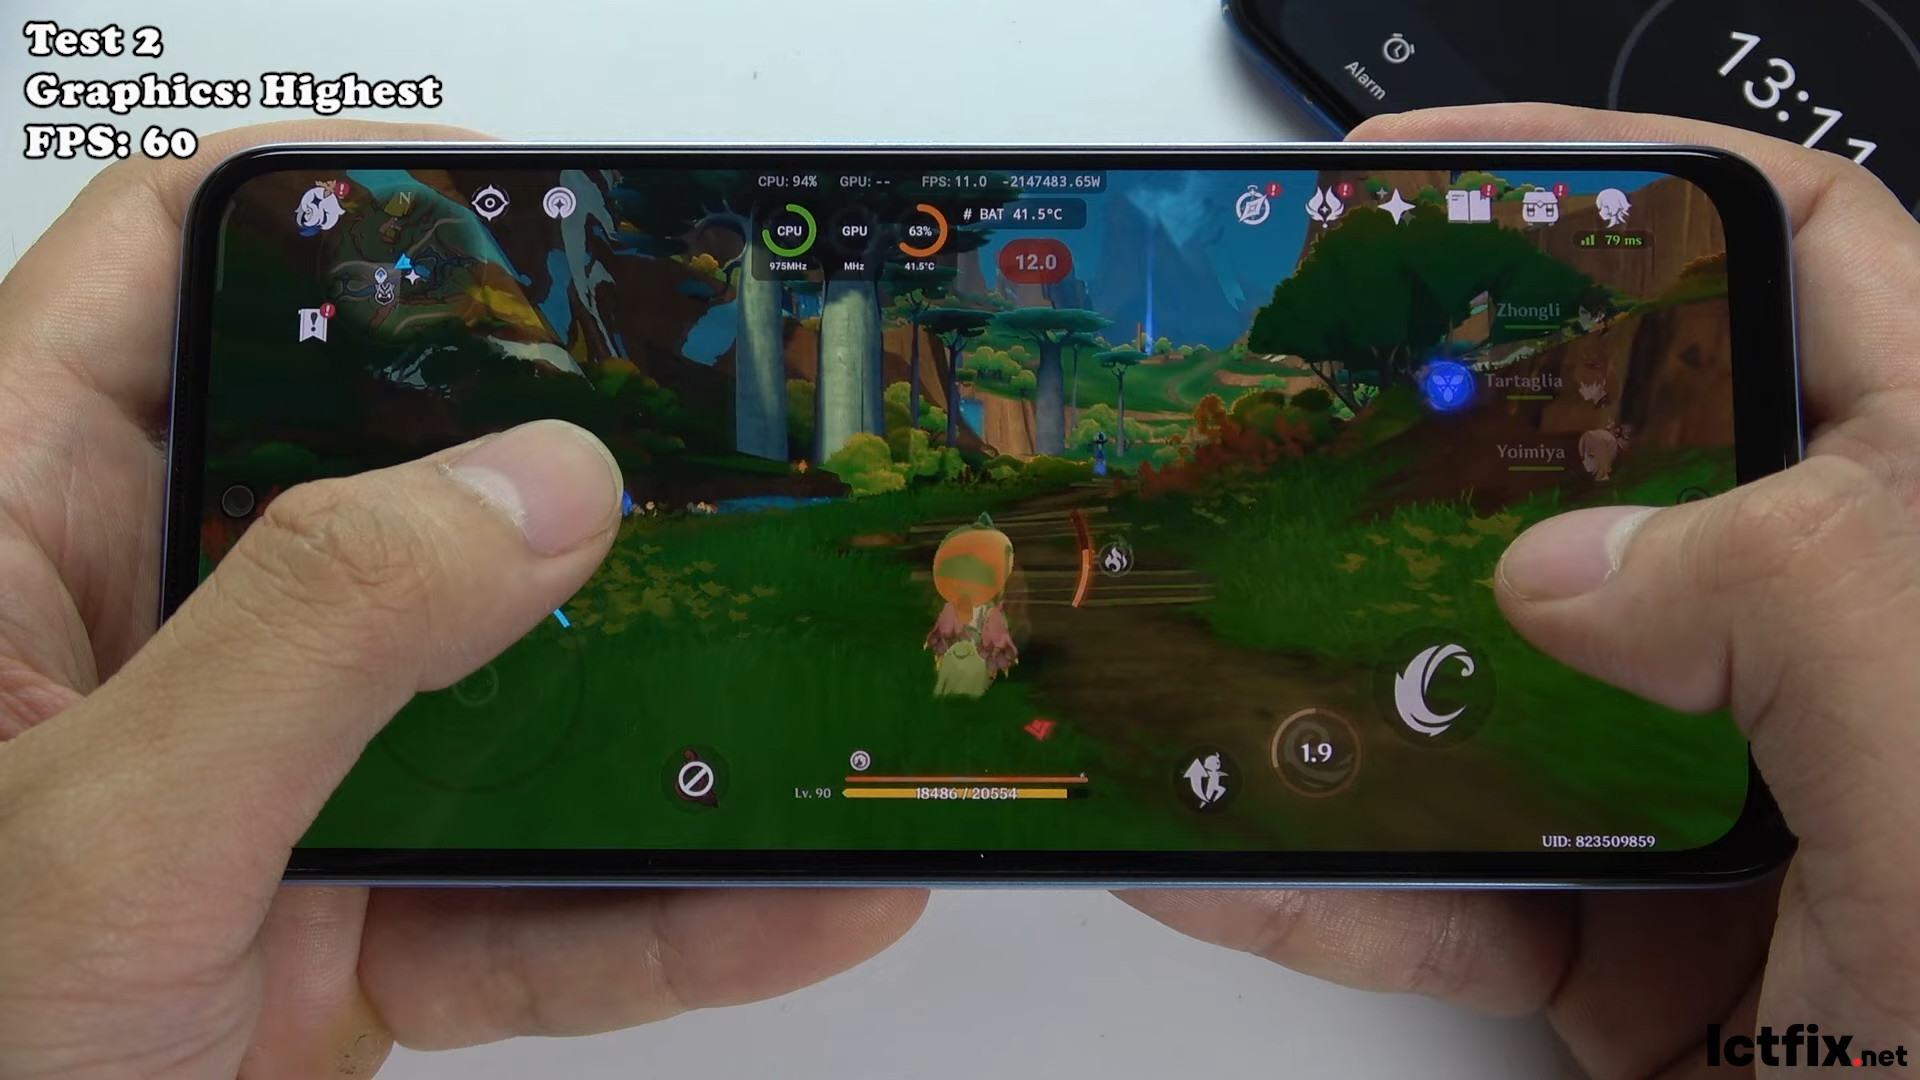 Test 2
Graphics: Highest
FPS: 60
Alarm
13:11
N
CPU: 94% GPU: -- FPS: 11.0 -2147483.65W
# BAT 41.5°C
CPU
GPU
63%
975MHz
MHz
41.5°C
12.0
79 ms
Zhongli
Tartaglia
Yoimiya
1.9
Lv. 90
18486 / 20554
UID: 823509859
Ictfix.net